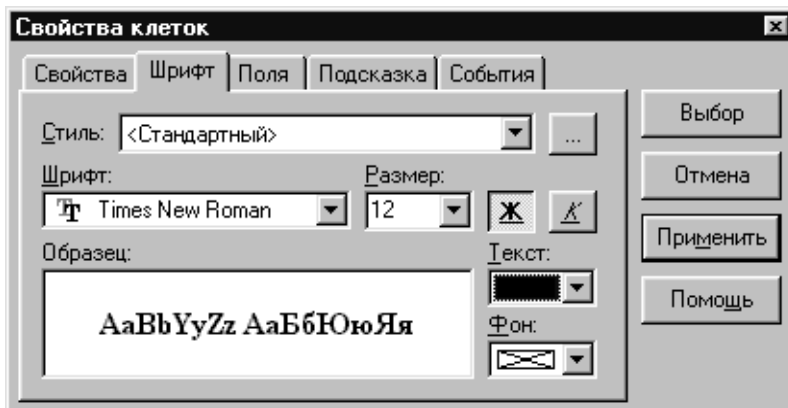 Свойства клеток
Свойства Шрифт Поля Подсказка События
Стиль: <Стандартный> ...
Шрифт: Размер:
Times New Roman 12 Ж К
Образец: Текст:
AaBbYyZz АаБбЮюЯя
Фон:
Выбор
Отмена
Применить
Помощь